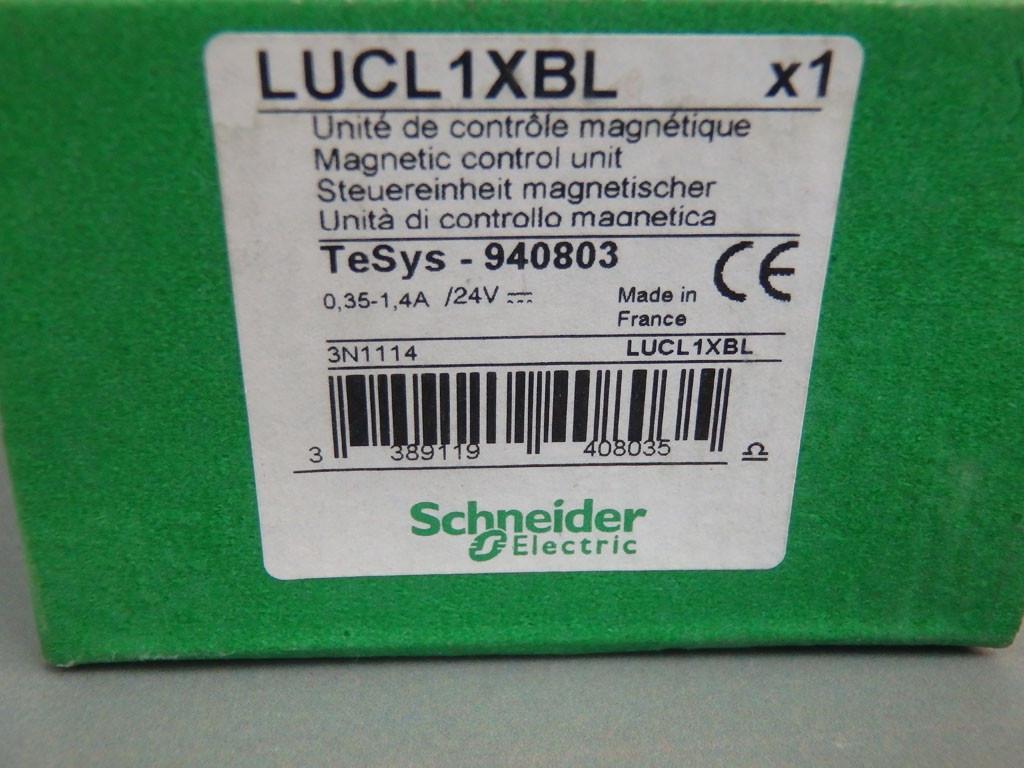 LUCL1XBL x1
Unité de contrôle magnétique
Magnetic control unit
Steuereinheit magnetischer
Unità di controllo magnetica
TeSys - 940803 CE
0,35-1,4A /24V ⎓
Made in
France
3N1114 LUCL1XBL
3 389119 408035
Schneider
Electric